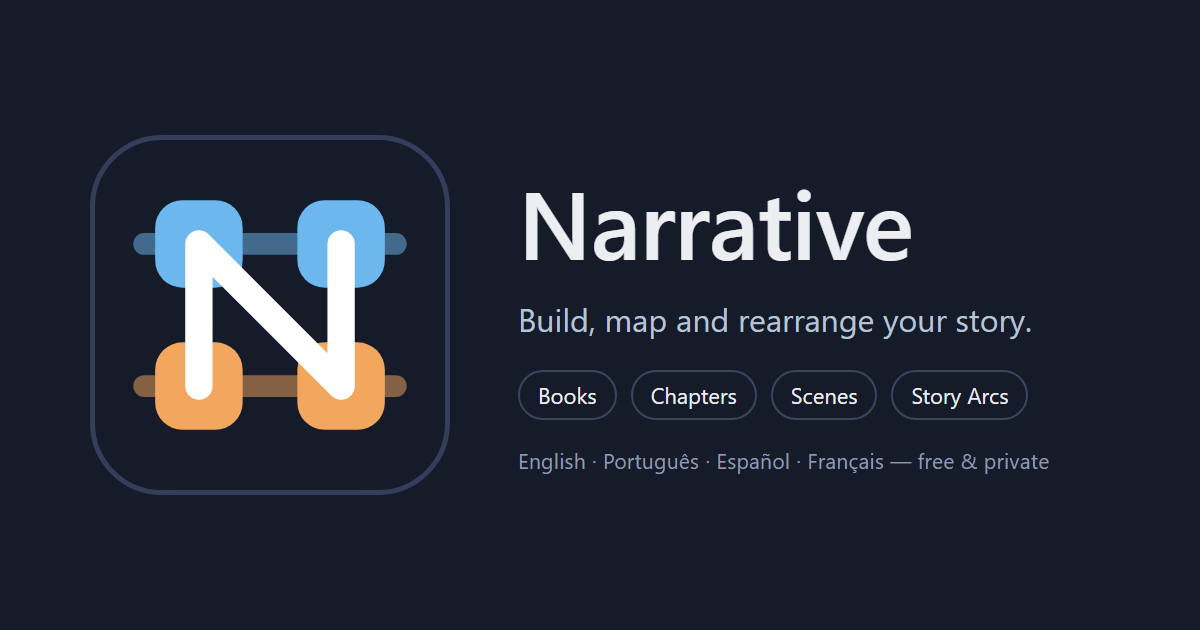 N
Narrative
Build, map and rearrange your story.
Books Chapters Scenes Story Arcs
English · Português · Español · Français — free & private